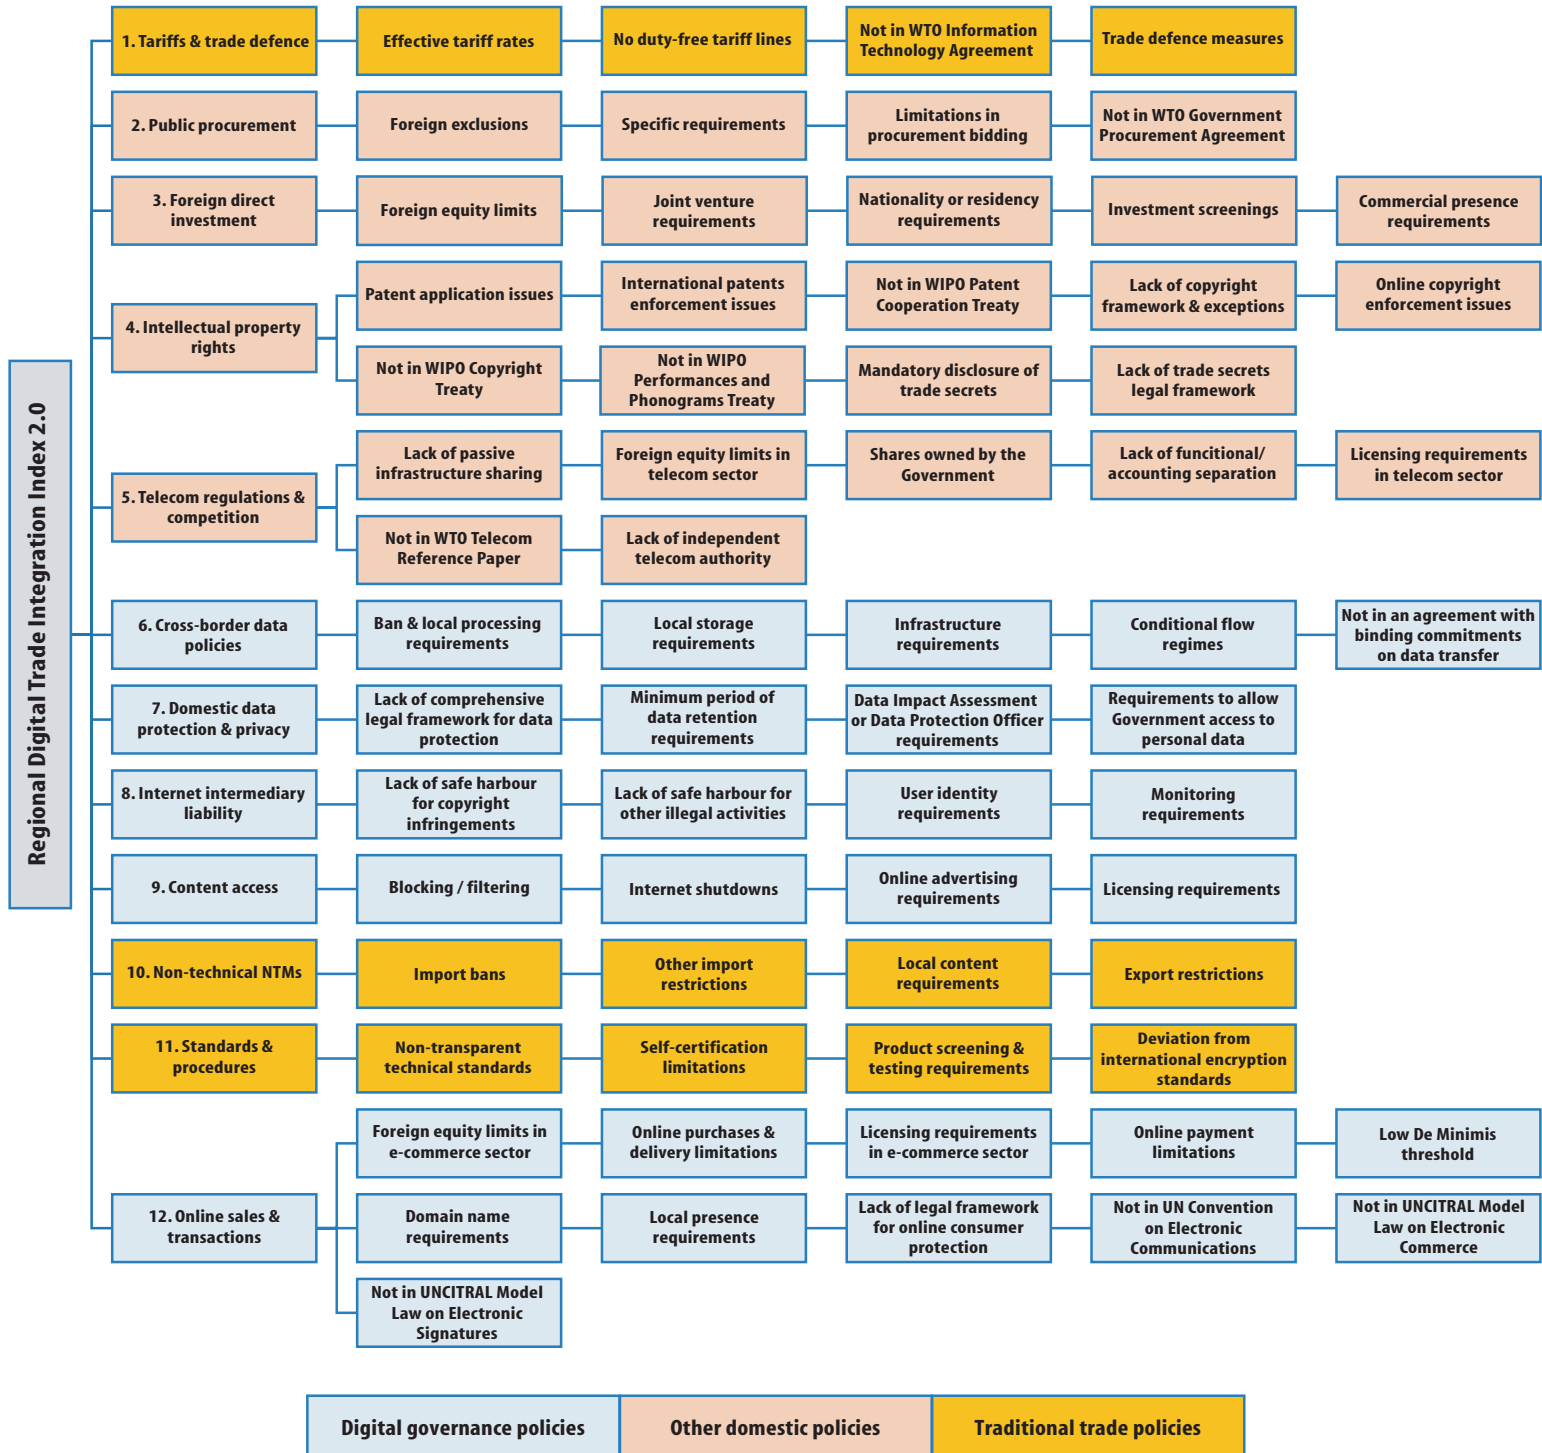 Regional Digital Trade Integration Index 2.0
1. Tariffs & trade defence
Effective tariff rates
No duty-free tariff lines
Not in WTO Information
Technology Agreement
Trade defence measures
2. Public procurement
Foreign exclusions
Specific requirements
Limitations in
procurement bidding
Not in WTO Government
Procurement Agreement
3. Foreign direct
investment
Foreign equity limits
Joint venture
requirements
Nationality or residency
requirements
Investment screenings
Commercial presence
requirements
4. Intellectual property
rights
Patent application issues
International patents
enforcement issues
Not in WIPO Patent
Cooperation Treaty
Lack of copyright
framework & exceptions
Online copyright
enforcement issues
Not in WIPO Copyright
Treaty
Not in WIPO
Performances and
Phonograms Treaty
Mandatory disclosure of
trade secrets
Lack of trade secrets
legal framework
5. Telecom regulations &
competition
Lack of passive
infrastructure sharing
Foreign equity limits in
telecom sector
Shares owned by the
Government
Lack of funcitional/
accounting separation
Licensing requirements
in telecom sector
Not in WTO Telecom
Reference Paper
Lack of independent
telecom authority
6. Cross-border data
policies
Ban & local processing
requirements
Local storage
requirements
Infrastructure
requirements
Conditional flow
regimes
Not in an agreement with
binding commitments
on data transfer
7. Domestic data
protection & privacy
Lack of comprehensive
legal framework for data
protection
Minimum period of
data retention
requirements
Data Impact Assessment
or Data Protection Officer
requirements
Requirements to allow
Government access to
personal data
8. Internet intermediary
liability
Lack of safe harbour
for copyright
infringements
Lack of safe harbour for
other illegal activities
User identity
requirements
Monitoring
requirements
9. Content access
Blocking / filtering
Internet shutdowns
Online advertising
requirements
Licensing requirements
10. Non-technical NTMs
Import bans
Other import
restrictions
Local content
requirements
Export restrictions
11. Standards &
procedures
Non-transparent
technical standards
Self-certification
limitations
Product screening &
testing requirements
Deviation from
international encryption
standards
12. Online sales &
transactions
Foreign equity limits in
e-commerce sector
Online purchases &
delivery limitations
Licensing requirements
in e-commerce sector
Online payment
limitations
Low De Minimis
threshold
Domain name
requirements
Local presence
requirements
Lack of legal framework
for online consumer
protection
Not in UN Convention
on Electronic
Communications
Not in UNCITRAL Model
Law on Electronic
Commerce
Not in UNCITRAL Model
Law on Electronic
Signatures
Digital governance policies
Other domestic policies
Traditional trade policies